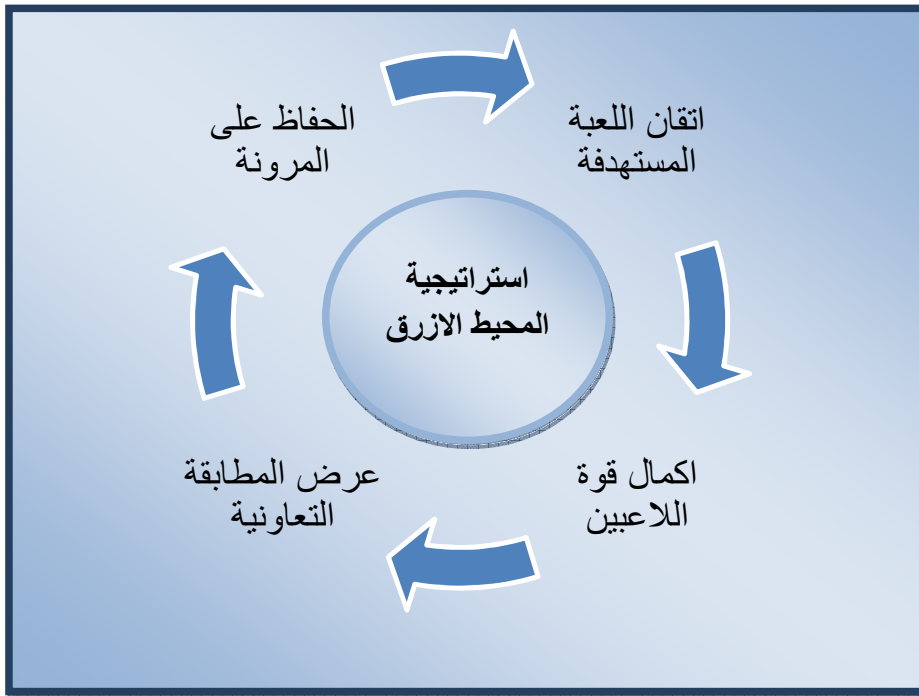 الحفاظ على
المرونة
اتقان اللعبة
المستهدفة
استراتيجية
المحيط الازرق
عرض المطابقة
التعاونية
اكمال قوة
اللاعبين